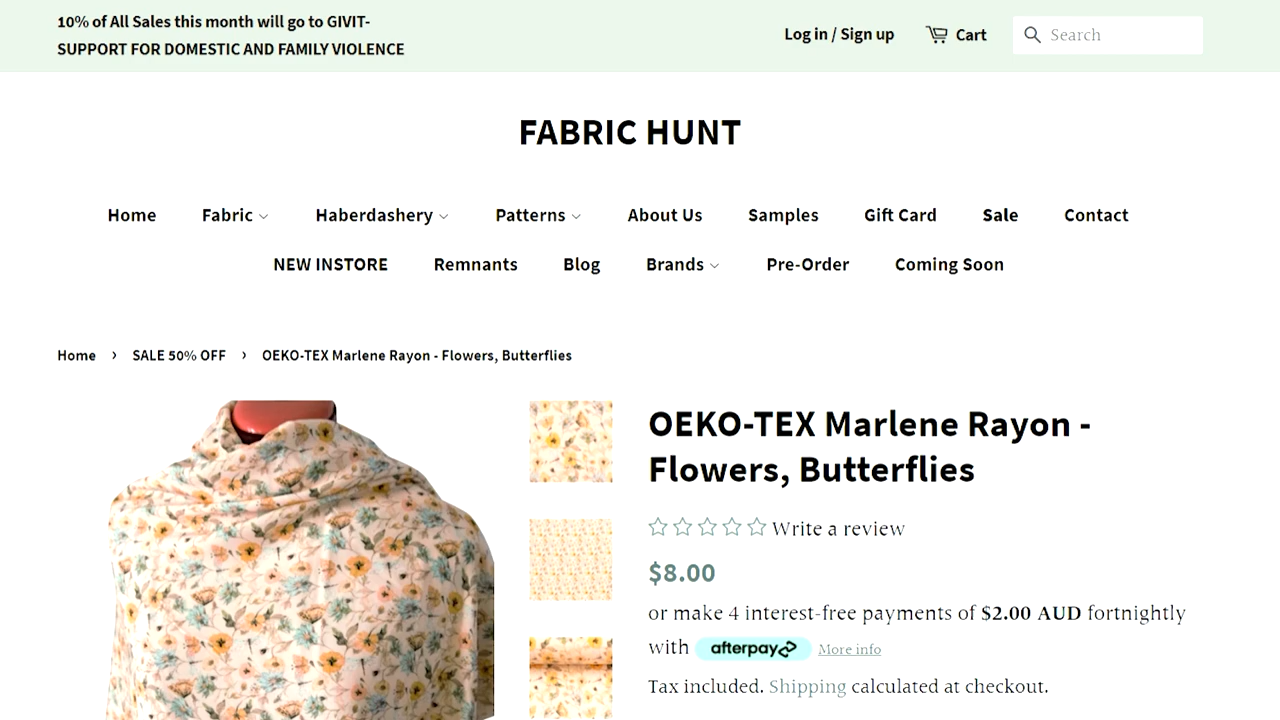 10% of All Sales this month will go to GIVIT-
SUPPORT FOR DOMESTIC AND FAMILY VIOLENCE
Log in / Sign up
Cart
Search
FABRIC HUNT
Home Fabric Haberdashery Patterns About Us Samples Gift Card Sale Contact
NEW INSTORE Remnants Blog Brands Pre-Order Coming Soon
Home › SALE 50% OFF › OEKO-TEX Marlene Rayon - Flowers, Butterflies
OEKO-TEX Marlene Rayon -
Flowers, Butterflies
Write a review
$8.00
or make 4 interest-free payments of $2.00 AUD fortnightly
with afterpay More info
Tax included. Shipping calculated at checkout.